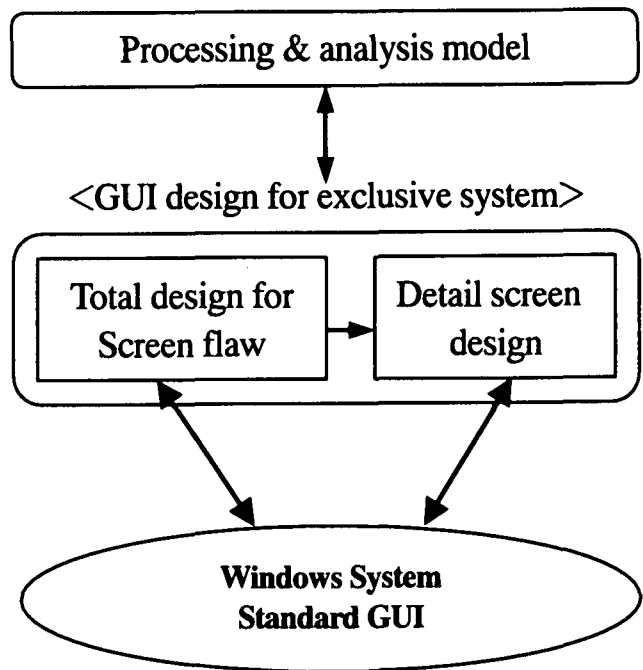 Processing & analysis model
<GUI design for exclusive system>
Total design for
Screen flaw
Detail screen
design
Windows System
Standard GUI